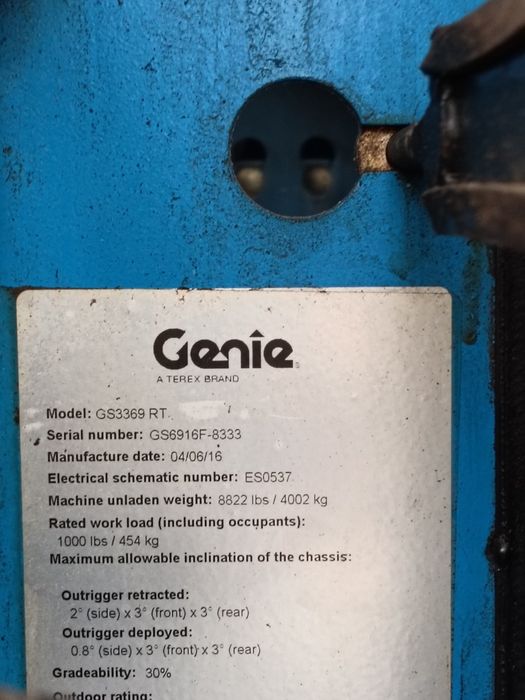 Genie
A TEREX BRAND
Model: GS3369 RT
Serial number: GS6916F-8333
Manufacture date: 04/06/16
Electrical schematic number: ES0537
Machine unladen weight: 8822 lbs / 4002 kg
Rated work load (including occupants):
1000 lbs / 454 kg
Maximum allowable inclination of the chassis:
Outrigger retracted:
2° (side) x 3° (front) x 3° (rear)
Outrigger deployed:
0.8° (side) x 3° (front) x 3° (rear)
Gradeability: 30%
Outdoor rating: